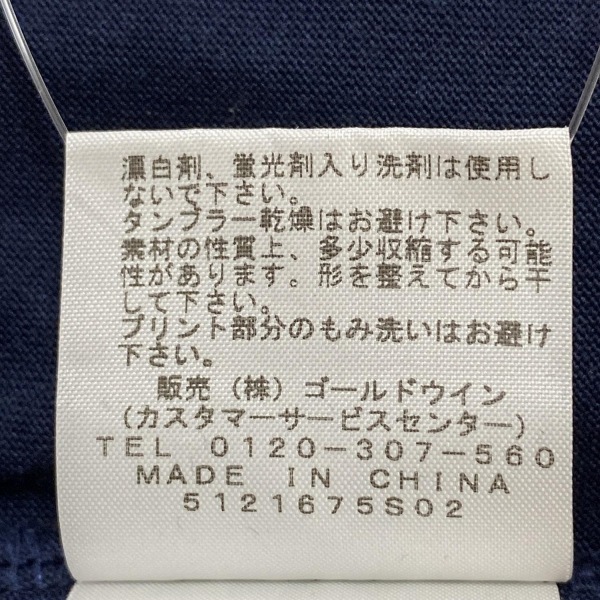 漂白剤、蛍光剤入り洗剤は使用し
ないで下さい。
タンブラー乾燥はお避け下さい。
素材の性質上、多少収縮する可能
性があります。形を整えてから干
して下さい。
プリント部分のもみ洗いはお避け
下さい。
販売（株）ゴールドウイン
(カスタマーサービスセンター)
TEL 0120-307-560
MADE IN CHINA
5121675S02